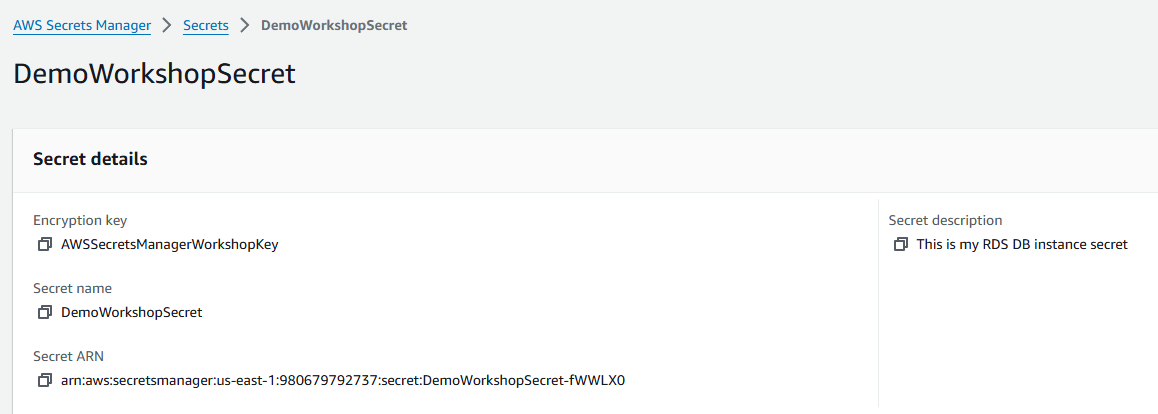 AWS Secrets Manager > Secrets > DemoWorkshopSecret
DemoWorkshopSecret
Secret details
Encryption key
AWSSecretsManagerWorkshopKey
Secret description
This is my RDS DB instance secret
Secret name
DemoWorkshopSecret
Secret ARN
arn:aws:secretsmanager:us-east-1:980679792737:secret:DemoWorkshopSecret-fWWLX0